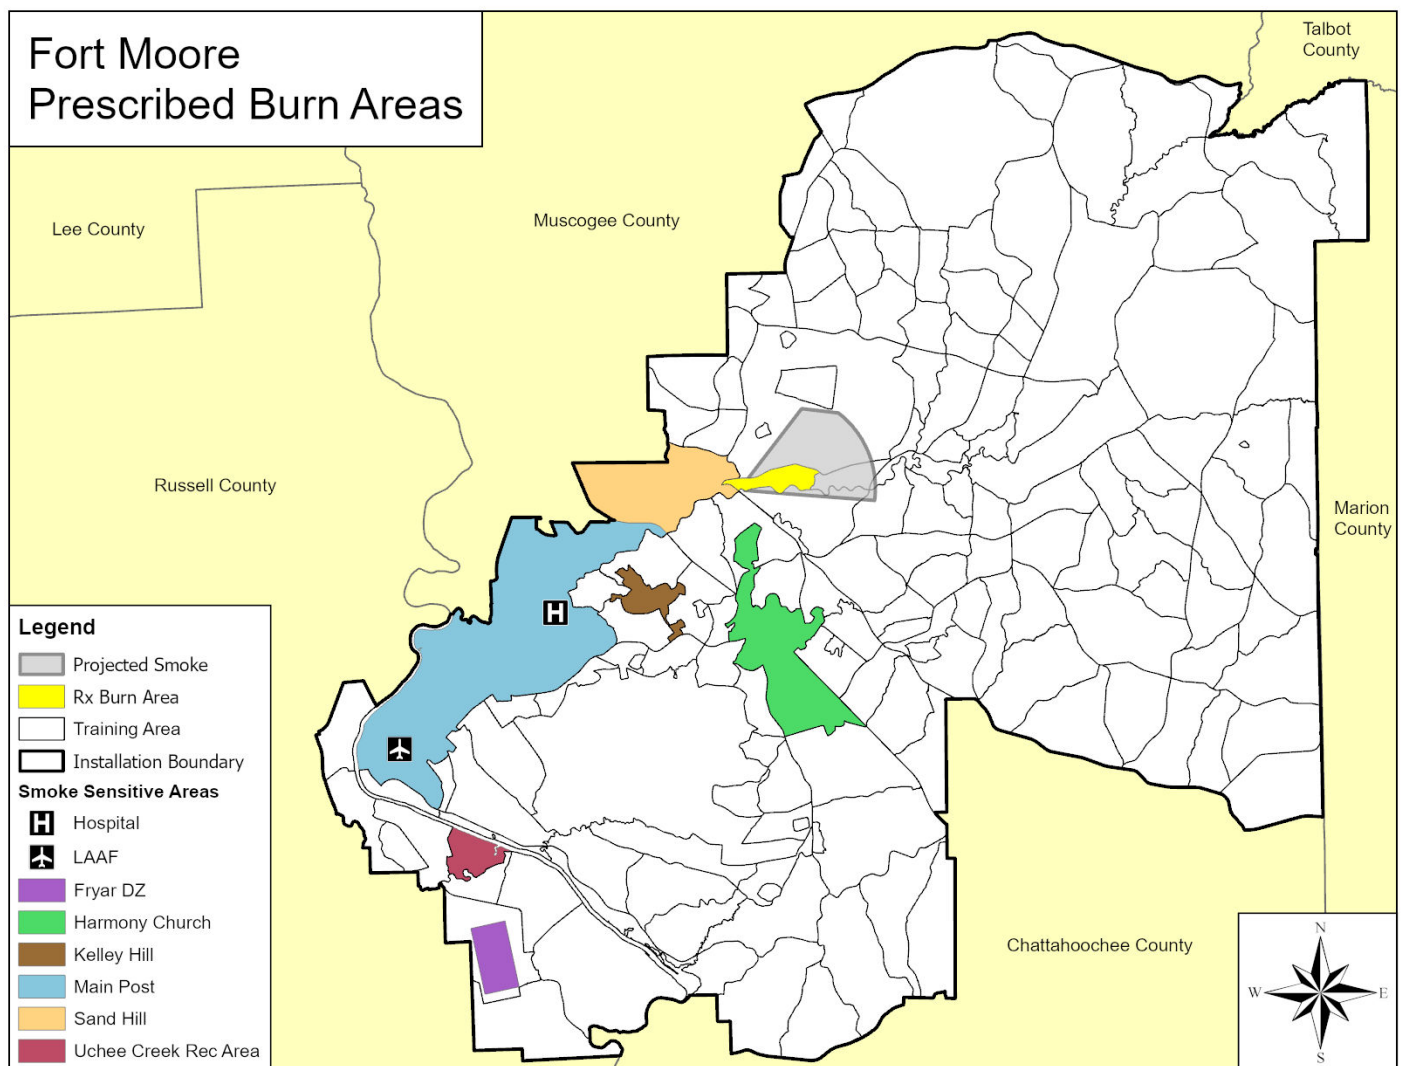 Fort Moore
Prescribed Burn Areas
Talbot
County
Lee County
Muscogee County
Russell County
Marion
County
Chattahoochee County
Legend
Projected Smoke
Rx Burn Area
Training Area
Installation Boundary
Smoke Sensitive Areas
H Hospital
LAAF
Fryar DZ
Harmony Church
Kelley Hill
Main Post
Sand Hill
Uchee Creek Rec Area
H
N
W E
S